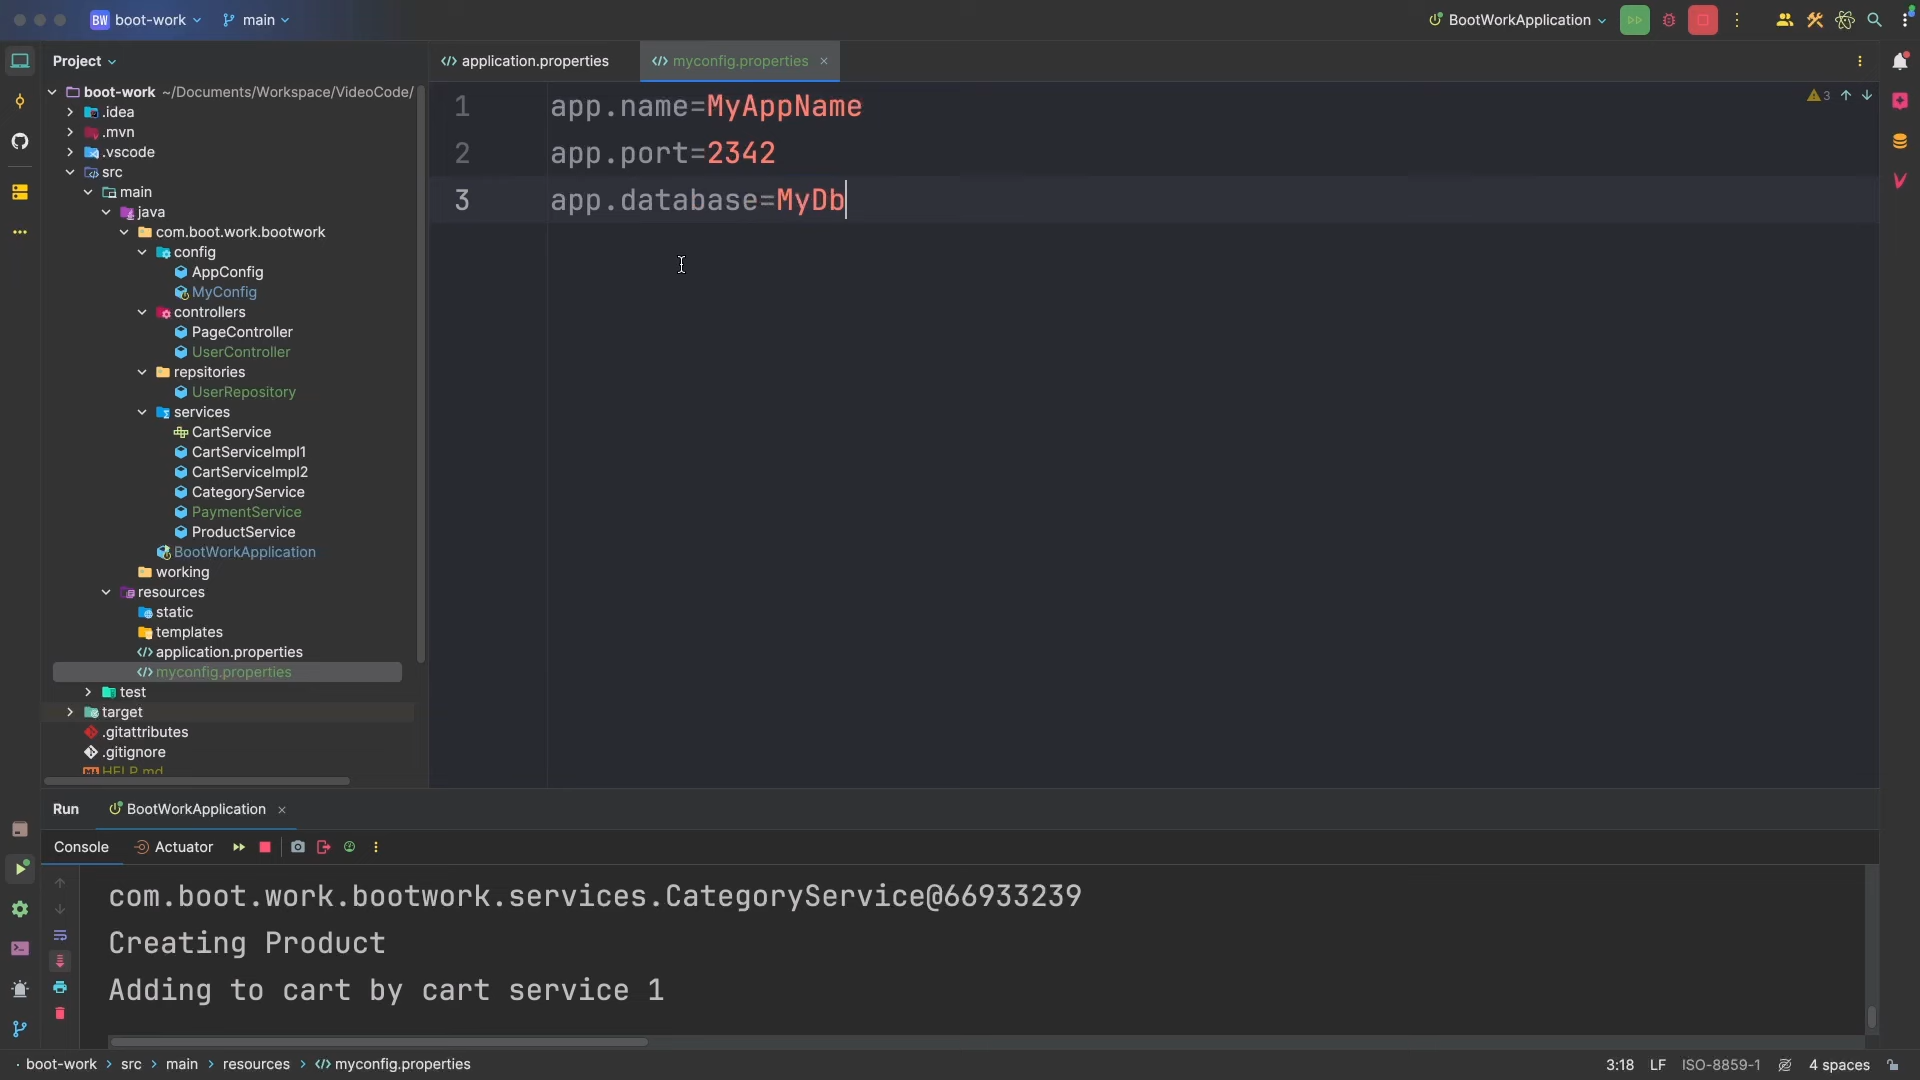 BW boot-work main BootWorkApplication
Project
application.properties myconfig.properties
boot-work ~/Documents/Workspace/VideoCode/
.idea
.mvn
.vscode
src
main
java
com.boot.work.bootwork
config
AppConfig
MyConfig
controllers
PageController
UserController
repsitories
UserRepository
services
CartService
CartServiceImpl1
CartServiceImpl2
CategoryService
PaymentService
ProductService
BootWorkApplication
working
resources
static
templates
application.properties
myconfig.properties
test
target
.gitattributes
.gitignore
HELP.md
1 app.name=MyAppName
2 app.port=2342
3 app.database=MyDb
3
Run BootWorkApplication
Console Actuator
com.boot.work.bootwork.services.CategoryService@66933239
Creating Product
Adding to cart by cart service 1
boot-work > src > main > resources > myconfig.properties
3:18 LF ISO-8859-1 4 spaces